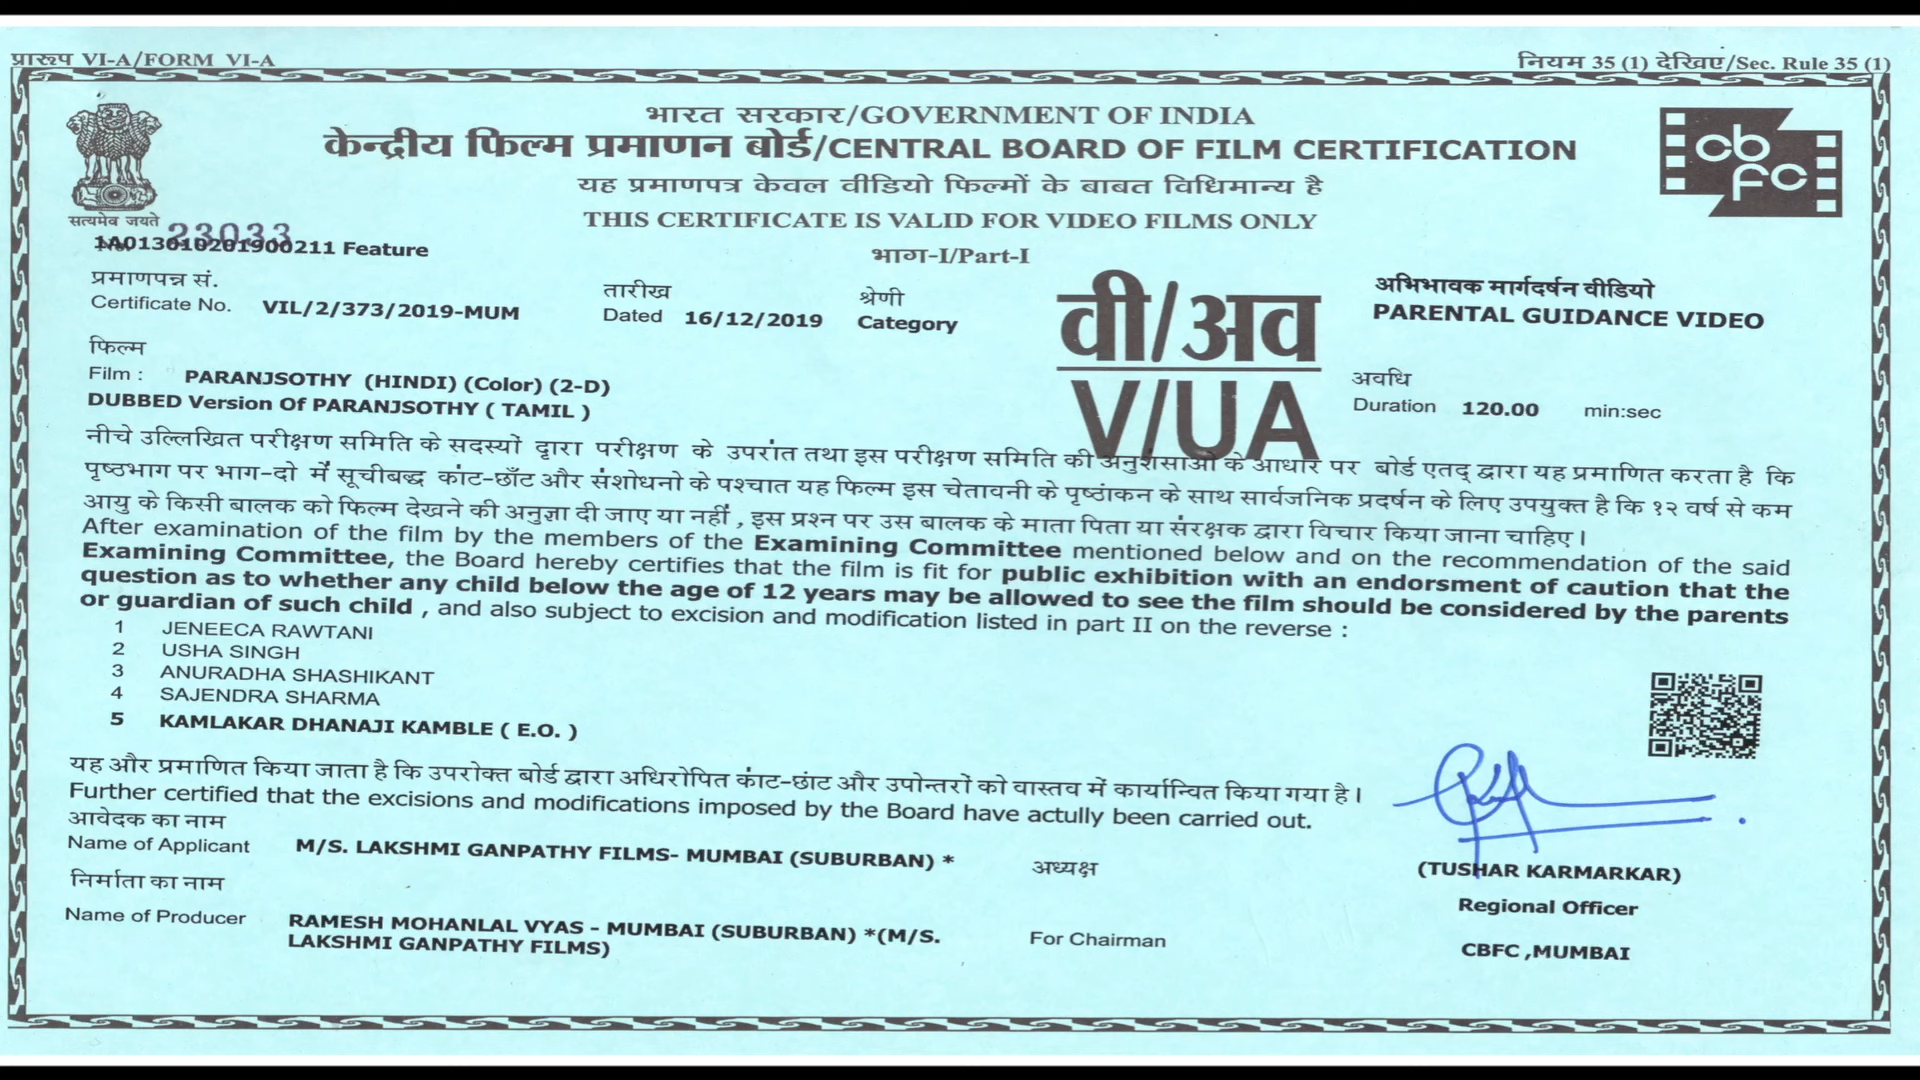 प्रारूप VI-A/FORM VI-A
नियम 35 (1) देखिए/Sec. Rule 35 (1)
भारत सरकार/GOVERNMENT OF INDIA
केन्द्रीय फिल्म प्रमाणन बोर्ड/CENTRAL BOARD OF FILM CERTIFICATION
cbfc
यह प्रमाणपत्र केवल वीडियो फिल्मों के बाबत विधिमान्य है
THIS CERTIFICATE IS VALID FOR VIDEO FILMS ONLY
सत्यमेव जयते
23033
1A013010201900211 Feature
भाग-I/Part-I
प्रमाणपत्र सं.
Certificate No. VIL/2/373/2019-MUM
तारीख
Dated 16/12/2019
श्रेणी
Category
वी/अव
V/UA
अभिभावक मार्गदर्शन वीडियो
PARENTAL GUIDANCE VIDEO
फिल्म
Film : PARANJSOTHY (HINDI) (Color) (2-D)
DUBBED Version Of PARANJSOTHY ( TAMIL )
अवधि
Duration 120.00 min:sec
नीचे उल्लिखित परीक्षण समिति के सदस्यों द्वारा परीक्षण के उपरांत तथा इस परीक्षण समिति की अनुशंसाओं के आधार पर बोर्ड एतद् द्वारा यह प्रमाणित करता है कि
पृष्ठभाग पर भाग-दो में सूचीबद्ध कांट-छाँट और संशोधनो के पश्चात यह फिल्म इस चेतावनी के पृष्ठांकन के साथ सार्वजनिक प्रदर्शन के लिए उपयुक्त है कि १२ वर्ष से कम
आयु के किसी बालक को फिल्म देखने की अनुज्ञा दी जाए या नहीं , इस प्रश्न पर उस बालक के माता पिता या संरक्षक द्वारा विचार किया जाना चाहिए ।
After examination of the film by the members of the Examining Committee mentioned below and on the recommendation of the said
Examining Committee, the Board hereby certifies that the film is fit for public exhibition with an endorsment of caution that the
question as to whether any child below the age of 12 years may be allowed to see the film should be considered by the parents
or guardian of such child , and also subject to excision and modification listed in part II on the reverse :
1 JENEECA RAWTANI
2 USHA SINGH
3 ANURADHA SHASHIKANT
4 SAJENDRA SHARMA
5 KAMLAKAR DHANAJI KAMBLE ( E.O. )
यह और प्रमाणित किया जाता है कि उपरोक्त बोर्ड द्वारा अधिरोपित कांट-छांट और उपोन्तरों को वास्तव में कार्यान्वित किया गया है ।
Further certified that the excisions and modifications imposed by the Board have actully been carried out.
आवेदक का नाम
Name of Applicant M/S. LAKSHMI GANPATHY FILMS- MUMBAI (SUBURBAN) *
निर्माता का नाम
Name of Producer RAMESH MOHANLAL VYAS - MUMBAI (SUBURBAN) *(M/S.
LAKSHMI GANPATHY FILMS)
अध्यक्ष
For Chairman
(TUSHAR KARMARKAR)
Regional Officer
CBFC ,MUMBAI